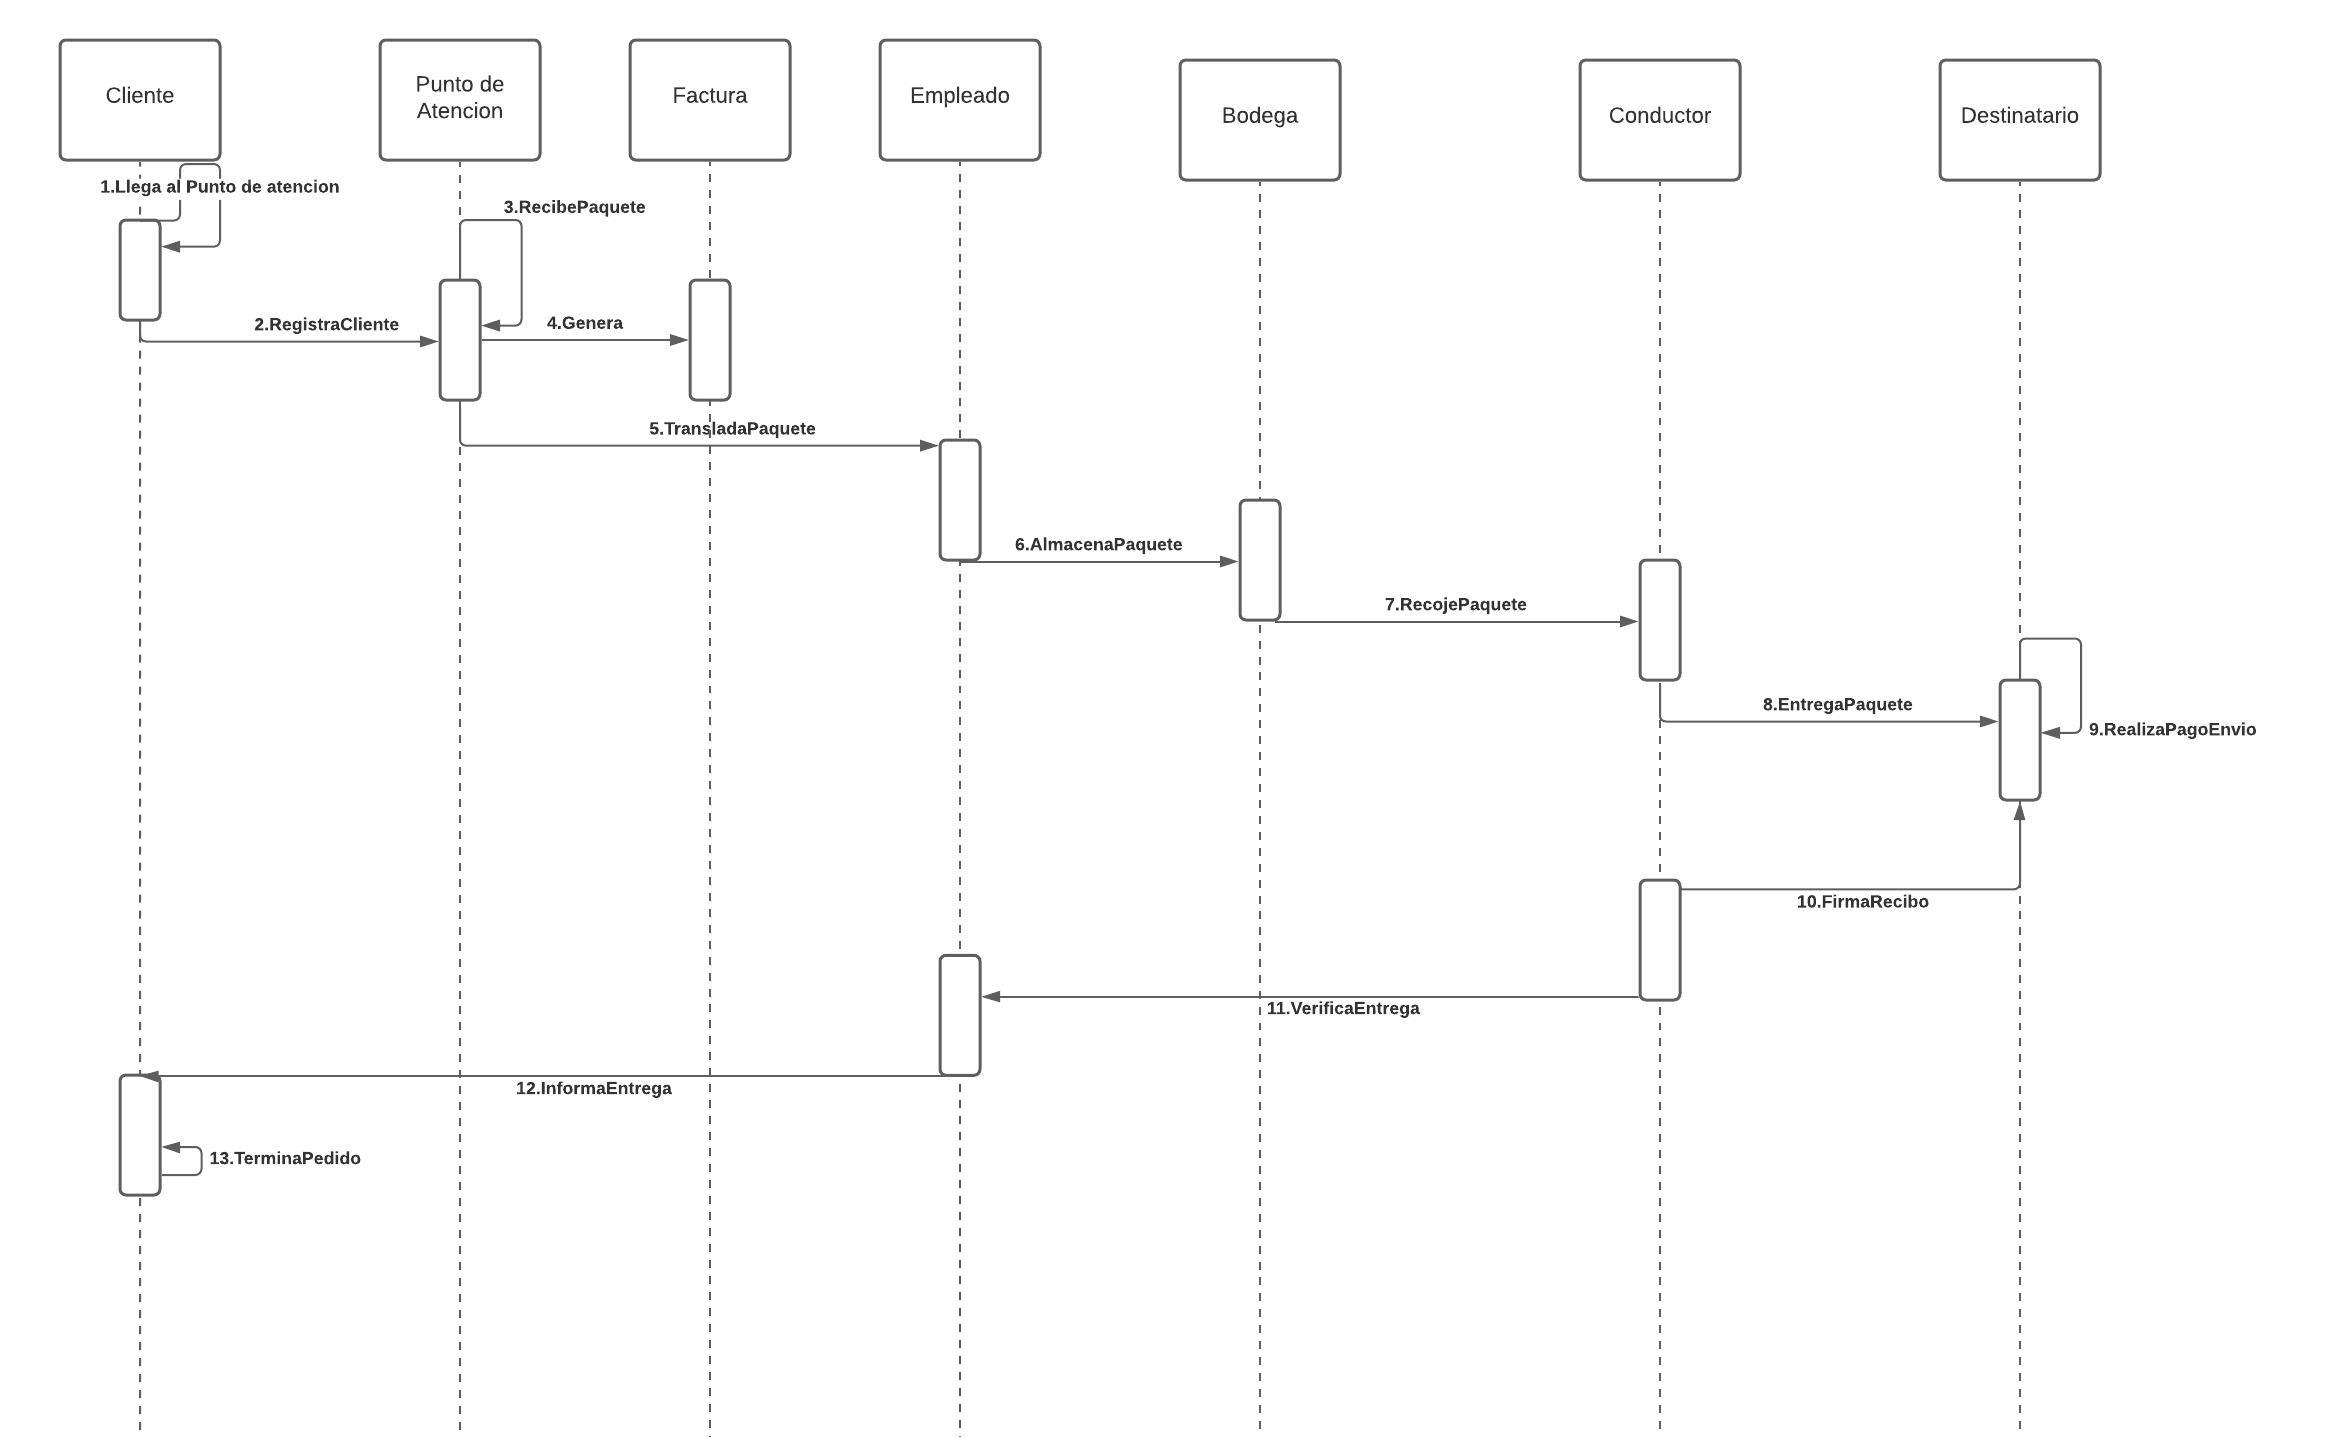 Cliente
Punto de
Atencion
Factura
Empleado
Bodega
Conductor
Destinatario
1.Llega al Punto de atencion
3.RecibePaquete
2.RegistraCliente
4.Genera
5.TransladaPaquete
6.AlmacenaPaquete
7.RecojePaquete
8.EntregaPaquete
9.RealizaPagoEnvio
10.FirmaRecibo
11.VerificaEntrega
12.InformaEntrega
13.TerminaPedido